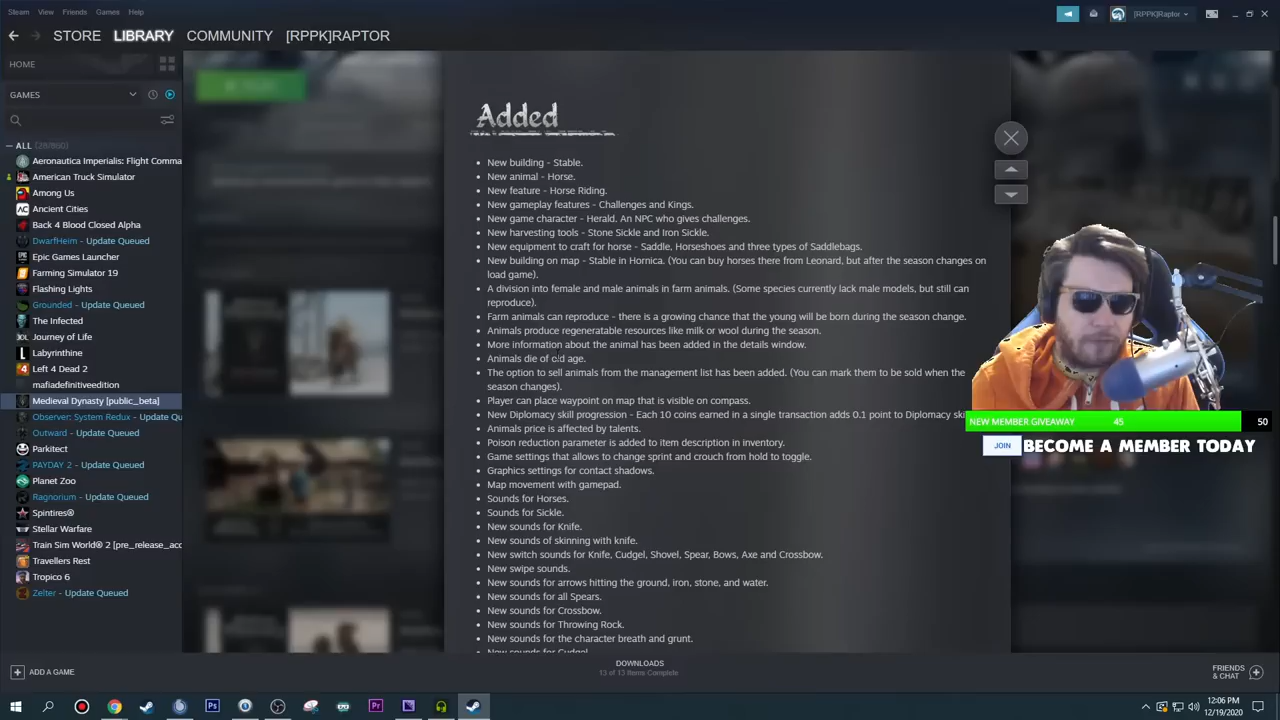 Steam View Friends Games Help
[RPPK]Raptor
STORE LIBRARY COMMUNITY [RPPK]RAPTOR
HOME
GAMES
ALL
Aeronautica Imperialis: Flight Comma
American Truck Simulator
Among Us
Ancient Cities
Back 4 Blood Closed Alpha
DwarfHeim - Update Queued
Epic Games Launcher
Farming Simulator 19
Flashing Lights
Grounded - Update Queued
The Infected
Journey of Life
Labyrinthine
Left 4 Dead 2
mafiadefinitiveedition
Medieval Dynasty [public_beta]
Observer: System Redux - Update Qu
Outward - Update Queued
Parkitect
PAYDAY 2 - Update Queued
Planet Zoo
Ragnorium - Update Queued
Spintires®
Stellar Warfare
Train Sim World® 2 [pre_release_acc
Travellers Rest
Tropico 6
Zelter - Update Queued
ADD A GAME
Added
New building - Stable.
New animal - Horse.
New feature - Horse Riding.
New gameplay features - Challenges and Kings.
New game character - Herald. An NPC who gives challenges.
New harvesting tools - Stone Sickle and Iron Sickle.
New equipment to craft for horse - Saddle, Horseshoes and three types of Saddlebags.
New building on map - Stable in Hornica. (You can buy horses there from Leonard, but after the season changes on
load game).
A division into female and male animals in farm animals. (Some species currently lack male models, but still can
reproduce).
Farm animals can reproduce - there is a growing chance that the young will be born during the season change.
Animals produce regeneratable resources like milk or wool during the season.
More information about the animal has been added in the details window.
Animals die of old age.
The option to sell animals from the management list has been added. (You can mark them to be sold when the
season changes).
Player can place waypoint on map that is visible on compass.
New Diplomacy skill progression - Each 10 coins earned in a single transaction adds 0.1 point to Diplomacy ski
Animals price is affected by talents.
Poison reduction parameter is added to item description in inventory.
Game settings that allows to change sprint and crouch from hold to toggle.
Graphics settings for contact shadows.
Map movement with gamepad.
Sounds for Horses.
Sounds for Sickle.
New sounds for Knife.
New sounds of skinning with knife.
New switch sounds for Knife, Cudgel, Shovel, Spear, Bows, Axe and Crossbow.
New swipe sounds.
New sounds for arrows hitting the ground, iron, stone, and water.
New sounds for all Spears.
New sounds for Crossbow.
New sounds for Throwing Rock.
New sounds for the character breath and grunt.
New sounds for Cudgel.
NEW MEMBER GIVEAWAY 45 50
JOIN BECOME A MEMBER TODAY
DOWNLOADS
13 of 13 Items Complete
FRIENDS
& CHAT
12:06 PM
12/19/2020